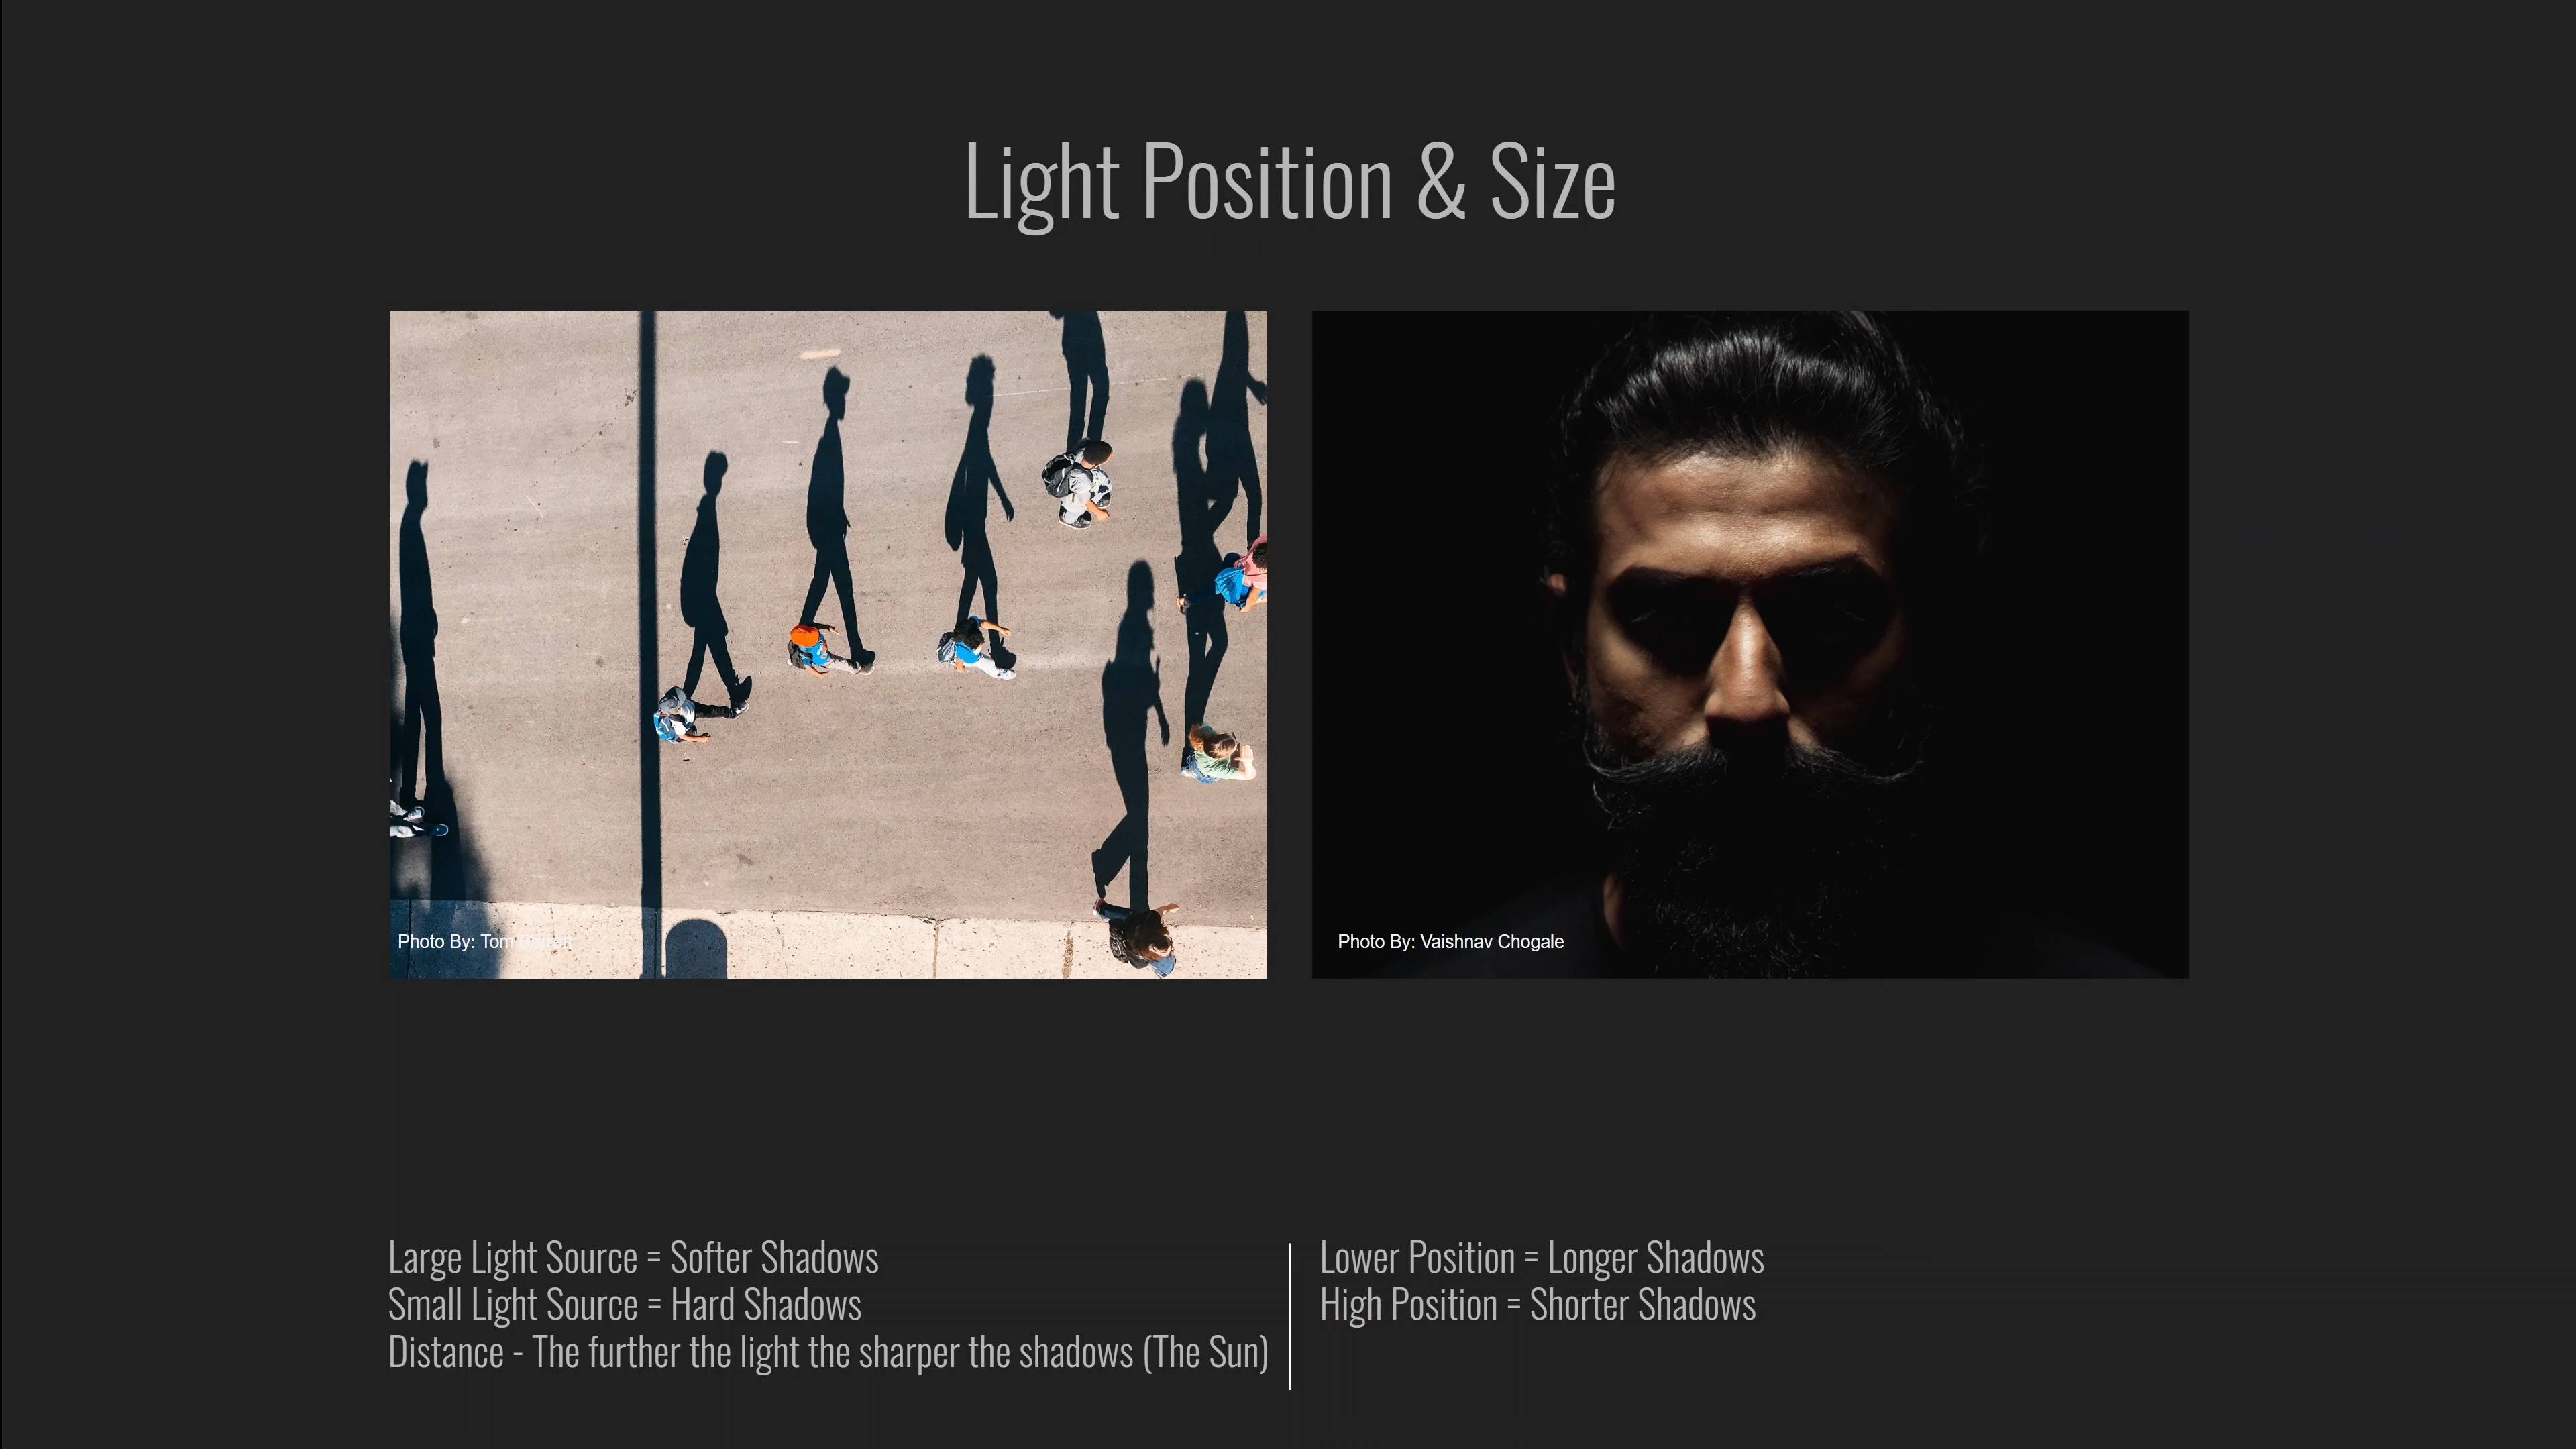 Light Position & Size
Photo By: Tom
Photo By: Vaishnav Chogale
Large Light Source = Softer Shadows
Small Light Source = Hard Shadows
Distance - The further the light the sharper the shadows (The Sun)
Lower Position = Longer Shadows
High Position = Shorter Shadows